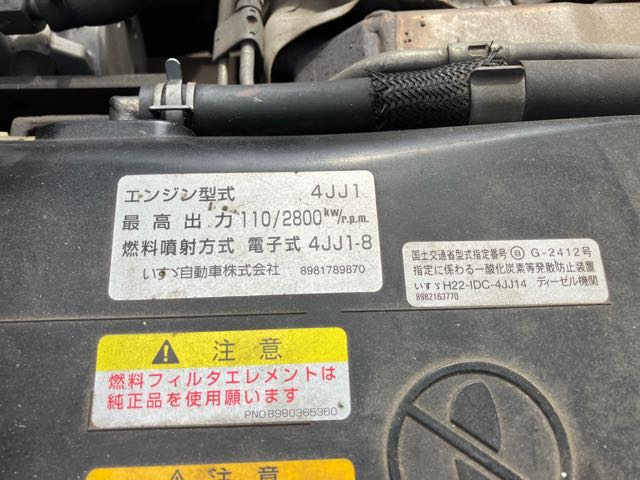 エンジン型式 4JJ1
最高出力 110/2800kw/r.p.m.
燃料噴射方式 電子式 4JJ1-8
いすゞ自動車株式会社 8981789870
国土交通省型式指定番号 自 G-2412号
指定に係わる一酸化炭素等発散防止装置
いすゞH22-IDC-4JJ14 ディーゼル機関
8982163770
注意
燃料フィルタエレメントは
純正品を使用願います
PNO8980365360
注意